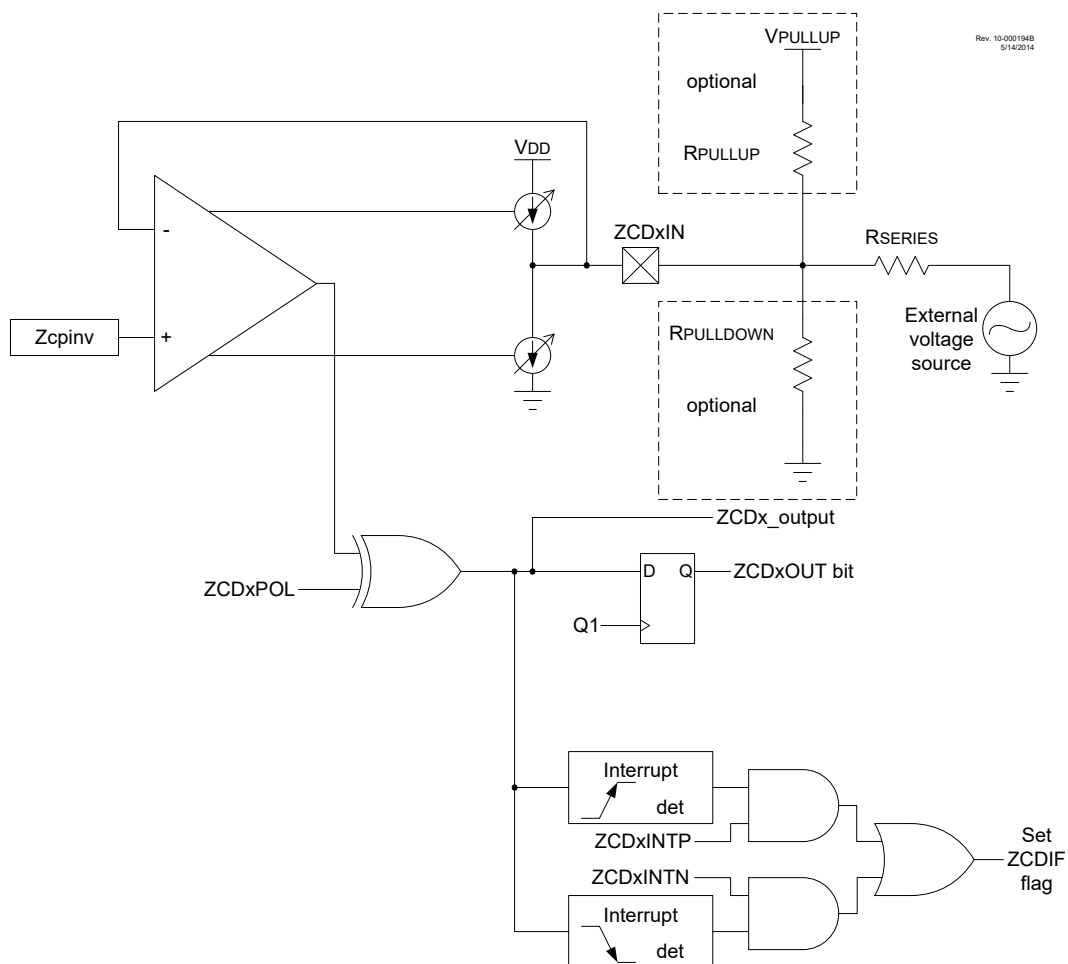 Rev. 10-000194B
5/14/2014
VPULLUP
optional
RPULLUP
VDD
-
ZCDxIN
RSERIES
Zcpinv
+
RPULLDOWN
External
voltage
source
optional
ZCDx_output
ZCDxPOL
D
Q
ZCDxOUT bit
Q1
Interrupt
det
ZCDxINTP
ZCDxINTN
Set
ZCDIF
flag
Interrupt
det